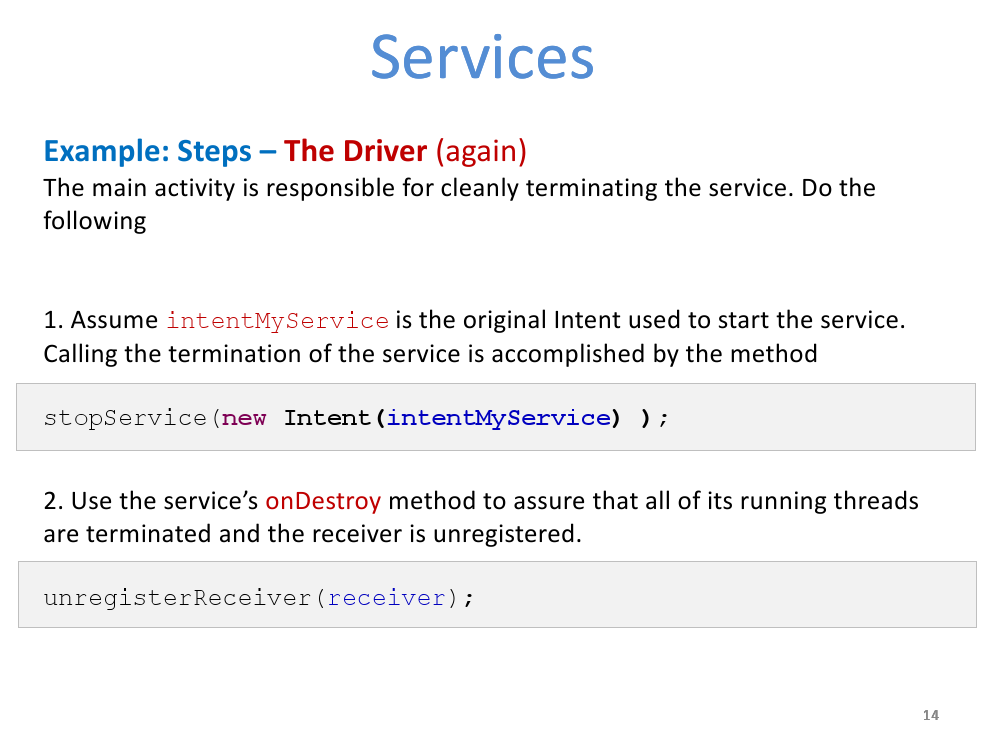 Services
Example: Steps – The Driver (again)
The main activity is responsible for cleanly terminating the service. Do the
following
1. Assume intentMyService is the original Intent used to start the service.
Calling the termination of the service is accomplished by the method
stopService(new Intent(intentMyService) );
2. Use the service’s onDestroy method to assure that all of its running threads
are terminated and the receiver is unregistered.
unregisterReceiver(receiver);
14